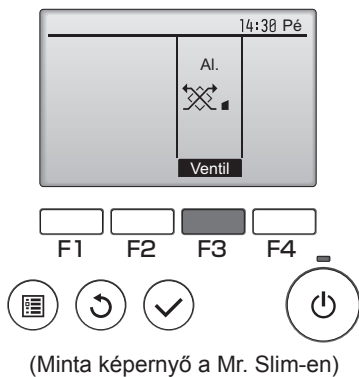 14:30 Pé
Al.
Ventil
F1 F2 F3 F4
(Minta képernyő a Mr. Slim-en)